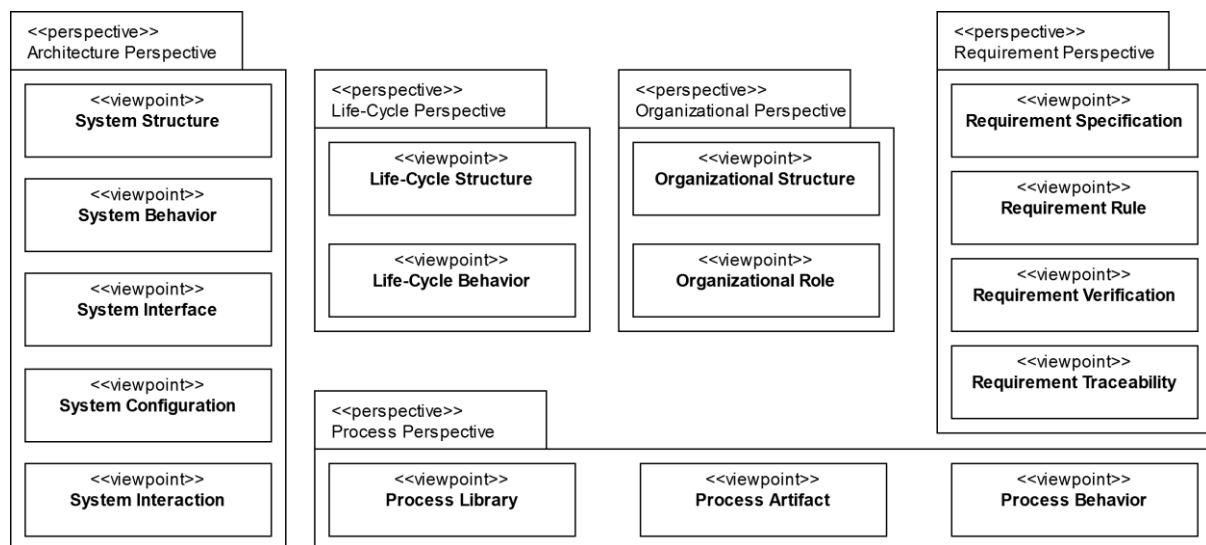 <<perspective>>
Architecture Perspective
<<viewpoint>>
System Structure
<<viewpoint>>
System Behavior
<<viewpoint>>
System Interface
<<viewpoint>>
System Configuration
<<viewpoint>>
System Interaction
<<perspective>>
Life-Cycle Perspective
<<viewpoint>>
Life-Cycle Structure
<<viewpoint>>
Life-Cycle Behavior
<<perspective>>
Organizational Perspective
<<viewpoint>>
Organizational Structure
<<viewpoint>>
Organizational Role
<<perspective>>
Requirement Perspective
<<viewpoint>>
Requirement Specification
<<viewpoint>>
Requirement Rule
<<viewpoint>>
Requirement Verification
<<viewpoint>>
Requirement Traceability
<<perspective>>
Process Perspective
<<viewpoint>>
Process Library
<<viewpoint>>
Process Artifact
<<viewpoint>>
Process Behavior